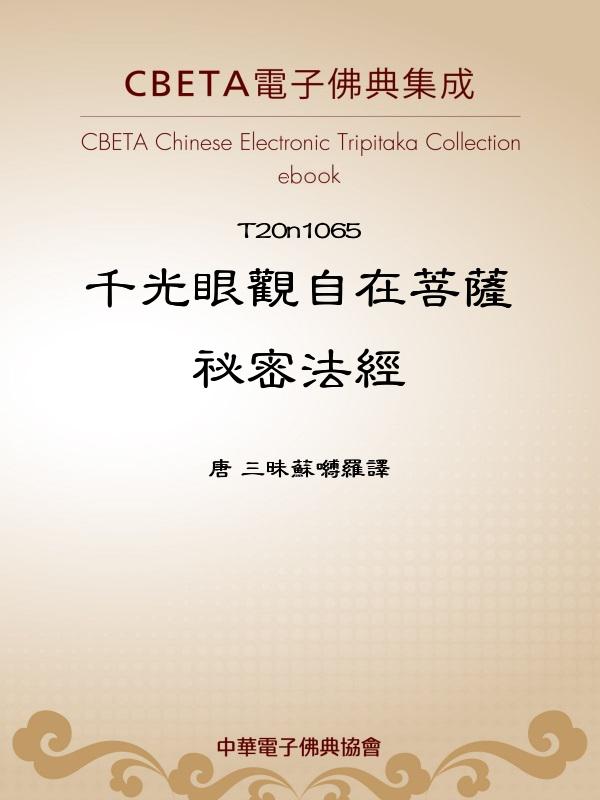 CBETA電子佛典集成
CBETA Chinese Electronic Tripitaka Collection
ebook
T20n1065
千光眼觀自在菩薩
祕密法經
唐 三昧蘇嚩羅譯
中華電子佛典協會